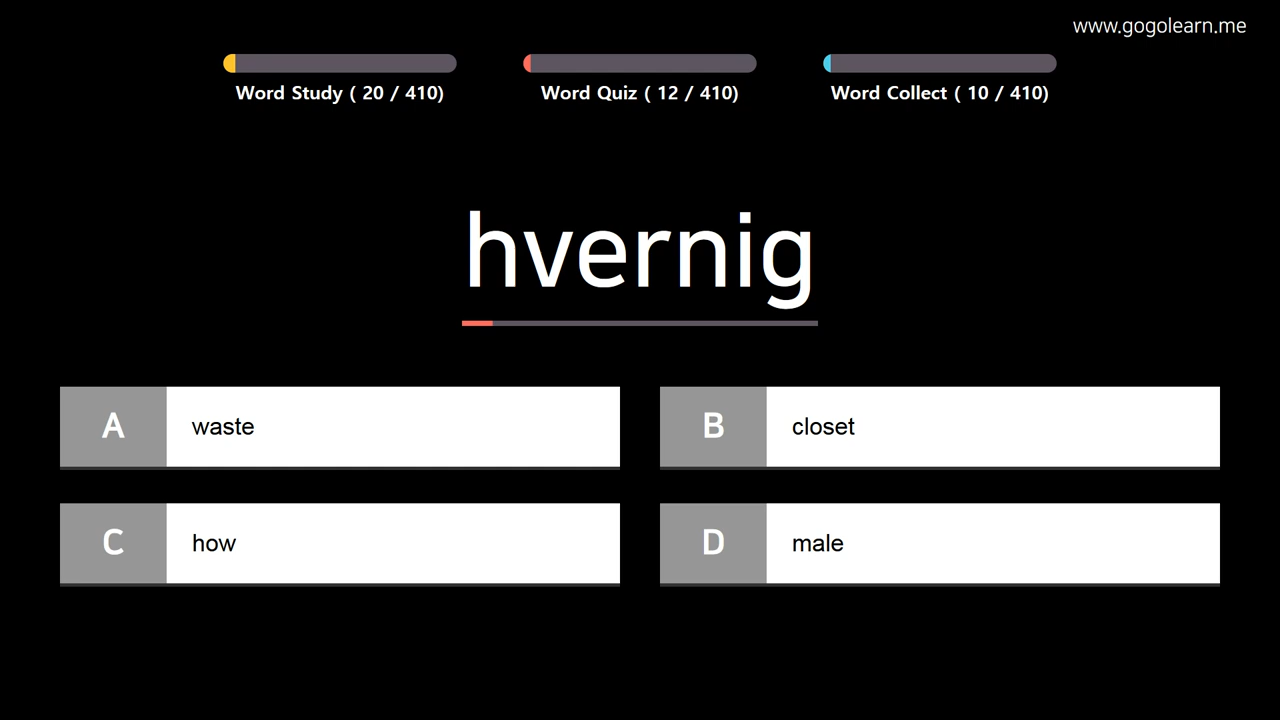 www.gogolearn.me
Word Study ( 20 / 410)
Word Quiz ( 12 / 410)
Word Collect ( 10 / 410)
hvernig
A waste
B closet
C how
D male